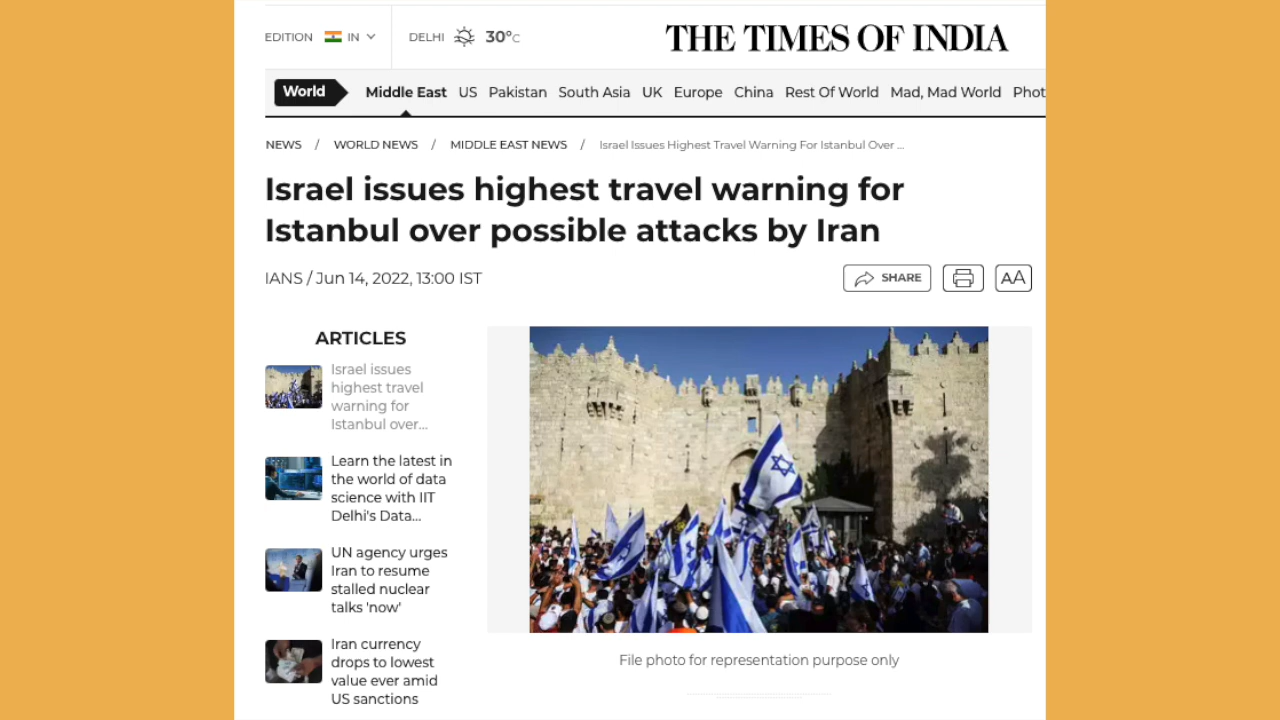 EDITION IN DELHI 30°C
THE TIMES OF INDIA
World Middle East US Pakistan South Asia UK Europe China Rest Of World Mad, Mad World Phot
NEWS / WORLD NEWS / MIDDLE EAST NEWS / Israel Issues Highest Travel Warning For Istanbul Over ...
Israel issues highest travel warning for
Istanbul over possible attacks by Iran
IANS / Jun 14, 2022, 13:00 IST
SHARE
AA
ARTICLES
Israel issues
highest travel
warning for
Istanbul over...
Learn the latest in
the world of data
science with IIT
Delhi's Data...
UN agency urges
Iran to resume
stalled nuclear
talks 'now'
Iran currency
drops to lowest
value ever amid
US sanctions
File photo for representation purpose only